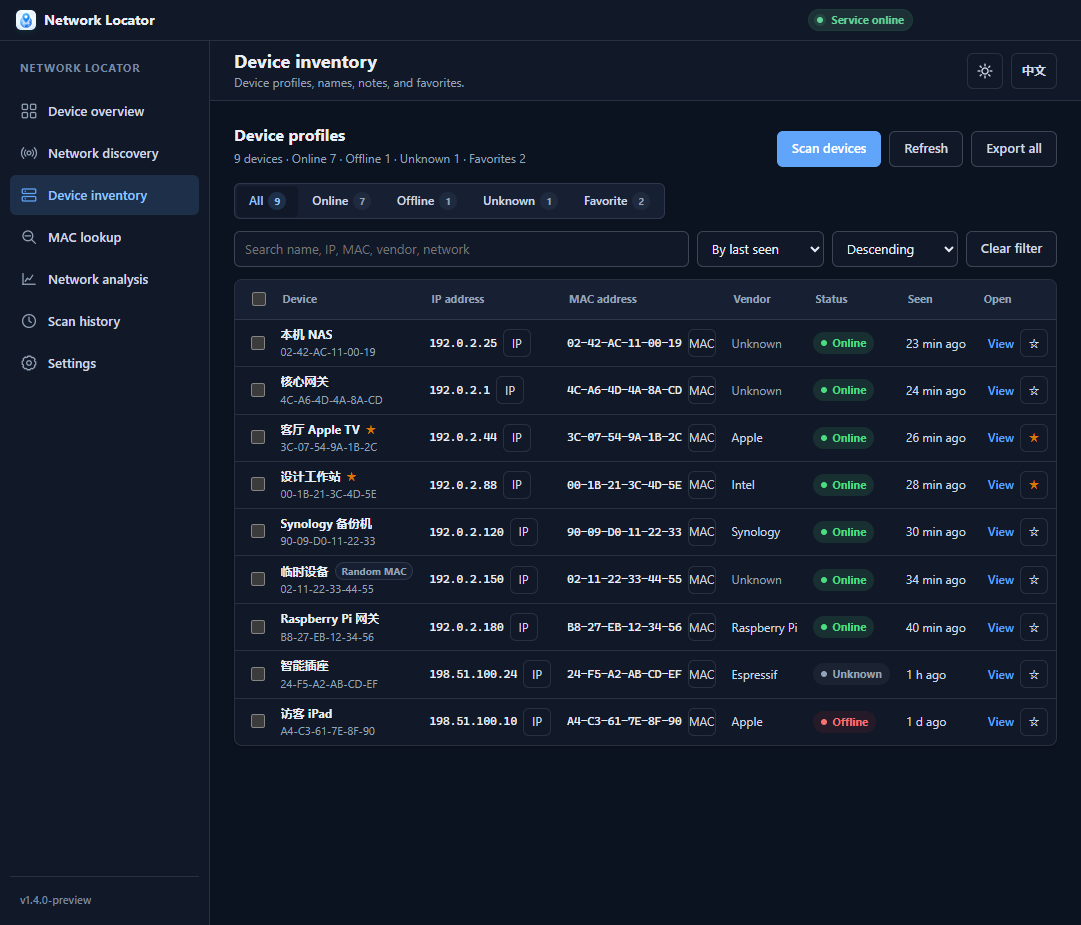 Network Locator
Service online
NETWORK LOCATOR
Device overview
Network discovery
Device inventory
MAC lookup
Network analysis
Scan history
Settings
v1.4.0-preview
Device inventory
Device profiles, names, notes, and favorites.
中文
Device profiles
9 devices · Online 7 · Offline 1 · Unknown 1 · Favorites 2
Scan devices Refresh Export all
All 9 Online 7 Offline 1 Unknown 1 Favorite 2
Search name, IP, MAC, vendor, network By last seen Descending Clear filter
Device IP address MAC address Vendor Status Seen Open
本机 NAS
02-42-AC-11-00-19
192.0.2.25 IP 02-42-AC-11-00-19 MAC Unknown Online 23 min ago View ☆
核心网关
4C-A6-4D-4A-8A-CD
192.0.2.1 IP 4C-A6-4D-4A-8A-CD MAC Unknown Online 24 min ago View ☆
客厅 Apple TV ★
3C-07-54-9A-1B-2C
192.0.2.44 IP 3C-07-54-9A-1B-2C MAC Apple Online 26 min ago View ★
设计工作站 ★
00-1B-21-3C-4D-5E
192.0.2.88 IP 00-1B-21-3C-4D-5E MAC Intel Online 28 min ago View ★
Synology 备份机
90-09-D0-11-22-33
192.0.2.120 IP 90-09-D0-11-22-33 MAC Synology Online 30 min ago View ☆
临时设备 Random MAC
02-11-22-33-44-55
192.0.2.150 IP 02-11-22-33-44-55 MAC Unknown Online 34 min ago View ☆
Raspberry Pi 网关
B8-27-EB-12-34-56
192.0.2.180 IP B8-27-EB-12-34-56 MAC Raspberry Pi Online 40 min ago View ☆
智能插座
24-F5-A2-AB-CD-EF
198.51.100.24 IP 24-F5-A2-AB-CD-EF MAC Espressif Unknown 1 h ago View ☆
访客 iPad
A4-C3-61-7E-8F-90
198.51.100.10 IP A4-C3-61-7E-8F-90 MAC Apple Offline 1 d ago View ☆